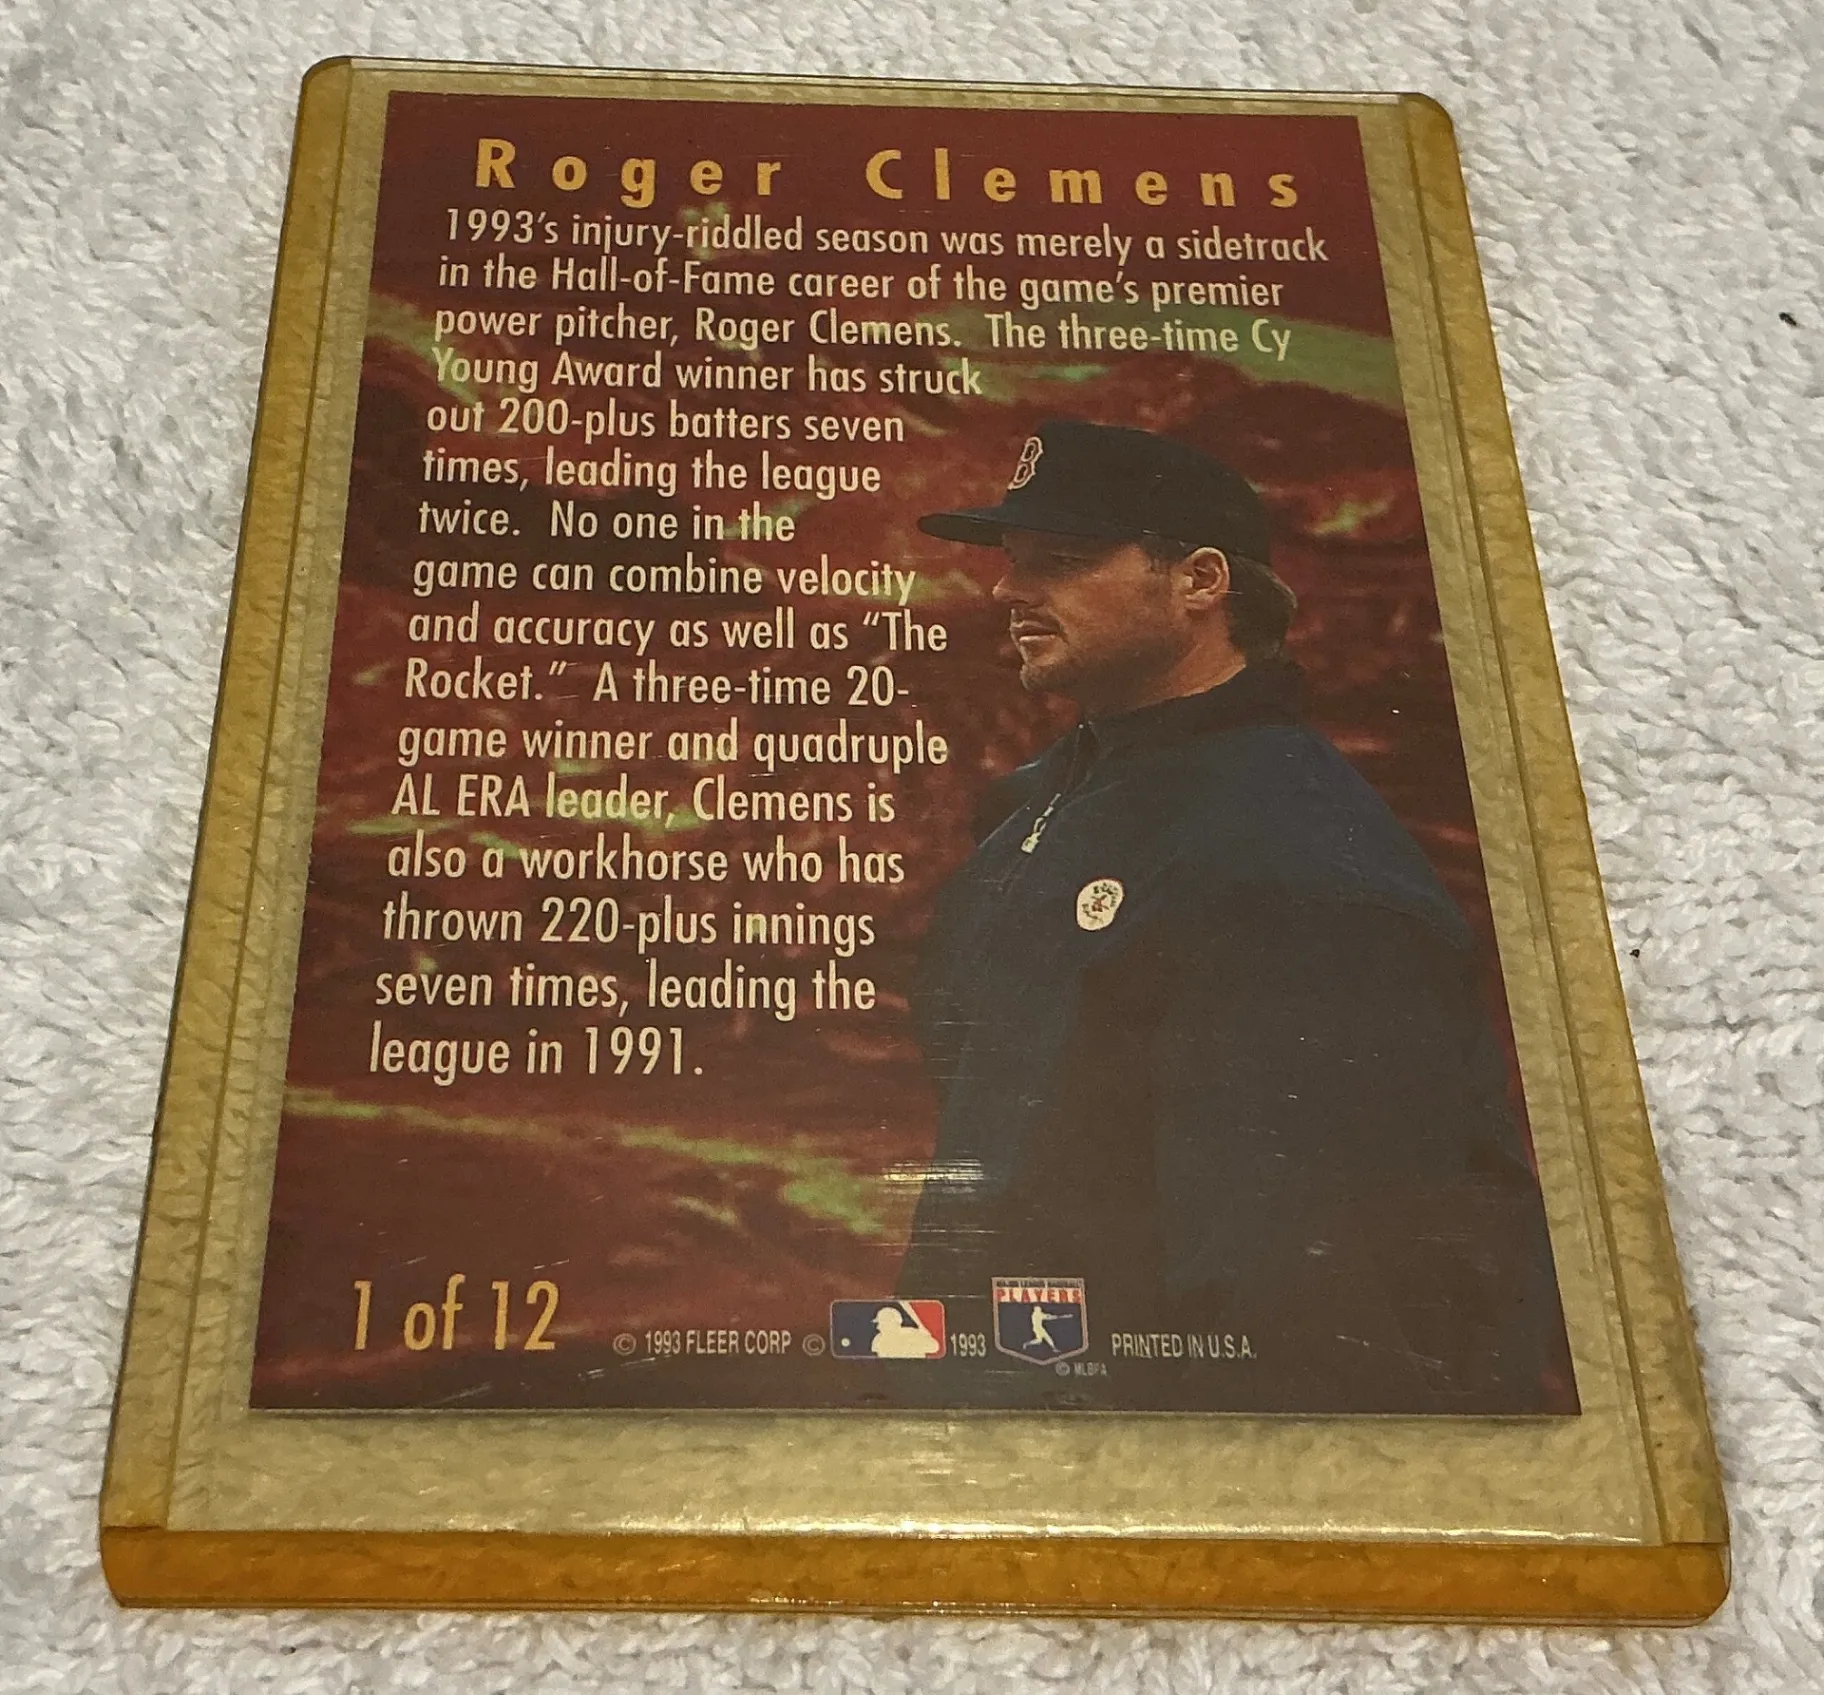 Roger Clemens
1993's injury-riddled season was merely a sidetrack
in the Hall-of-Fame career of the game's premier
power pitcher, Roger Clemens. The three-time Cy
Young Award winner has struck
out 200-plus batters seven
times, leading the league
twice. No one in the
game can combine velocity
and accuracy as well as “The
Rocket.” A three-time 20-
game winner and quadruple
AL ERA leader, Clemens is
also a workhorse who has
thrown 220-plus innings
seven times, leading the
league in 1991.
B
1 of 12
© 1993 FLEER CORP © 1993 PRINTED IN U.S.A.
MAJOR LEAGUE BASEBALL
PLAYERS
© MLBPA